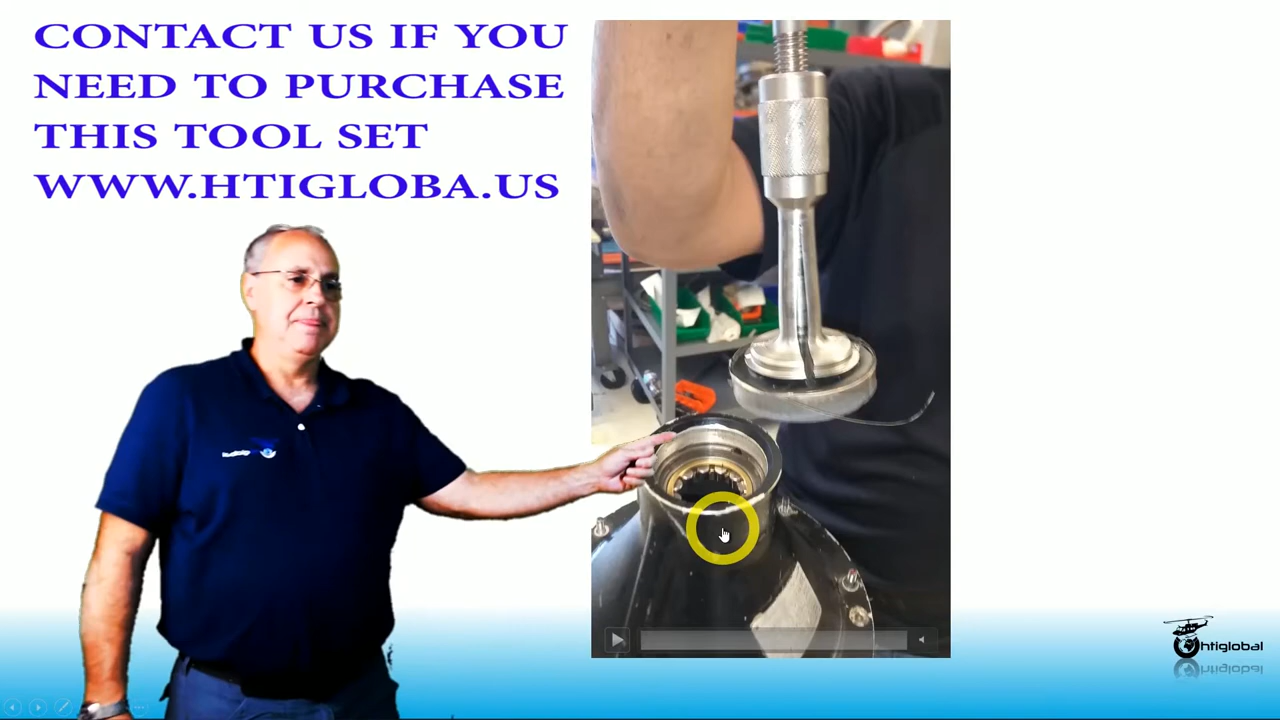 CONTACT US IF YOU
NEED TO PURCHASE
THIS TOOL SET
WWW.HTIGLOBA.US
htiglobal